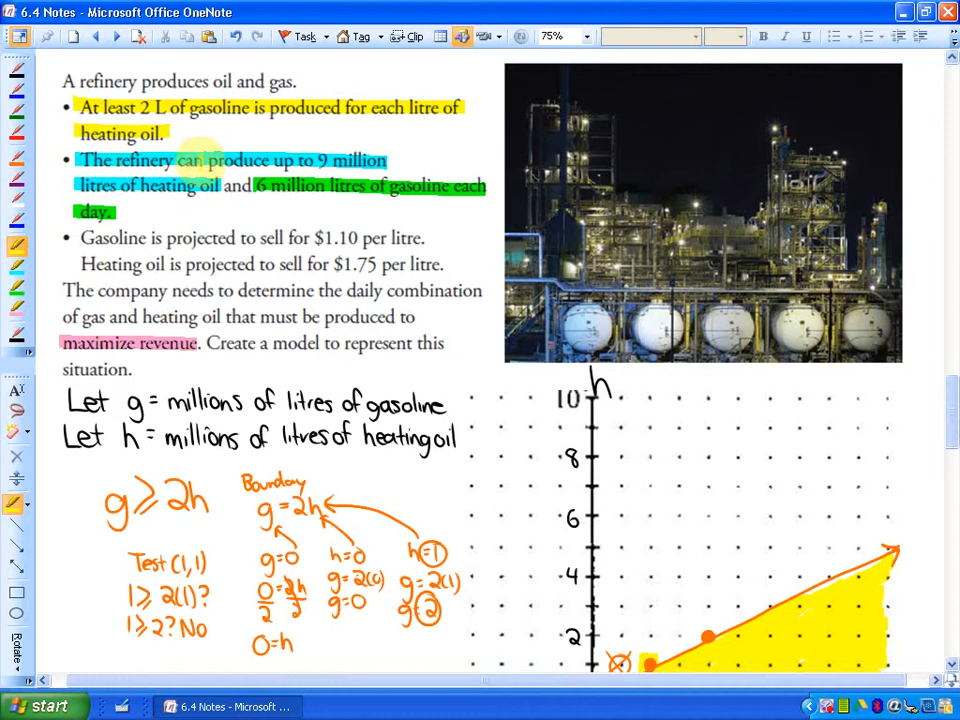 6.4 Notes - Microsoft Office OneNote
Task Tag Clip 75% B I U
A refinery produces oil and gas.
• At least 2 L of gasoline is produced for each litre of
heating oil.
• The refinery can produce up to 9 million
litres of heating oil and 6 million litres of gasoline each
day.
• Gasoline is projected to sell for $1.10 per litre.
Heating oil is projected to sell for $1.75 per litre.
The company needs to determine the daily combination
of gas and heating oil that must be produced to
maximize revenue. Create a model to represent this
situation.
Let g = millions of litres of gasoline
Let h = millions of litres of heating oil
g ≥ 2h
Test (1,1)
1 ≥ 2(1)?
1 ≥ 2? No
Boundary
g = 2h
g=0
0 = 2h
2 2
0=h
h=0
g=2(0)
g=0
h=1
g=2(1)
g=2
h
10
8
6
4
2
Rotate
start
6.4 Notes - Microsoft ...
7:20